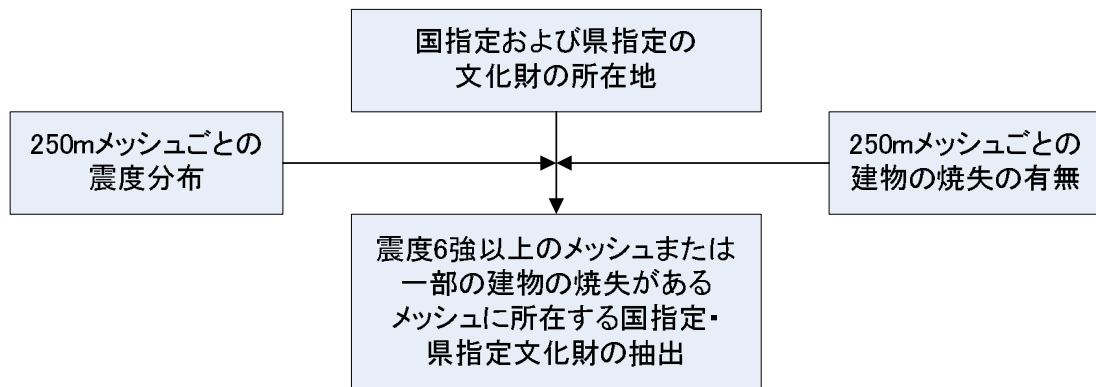 国指定および県指定の
文化財の所在地
250mメッシュごとの
震度分布
250mメッシュごとの
建物の焼失の有無
震度6強以上のメッシュまたは
一部の建物の焼失がある
メッシュに所在する国指定・
県指定文化財の抽出